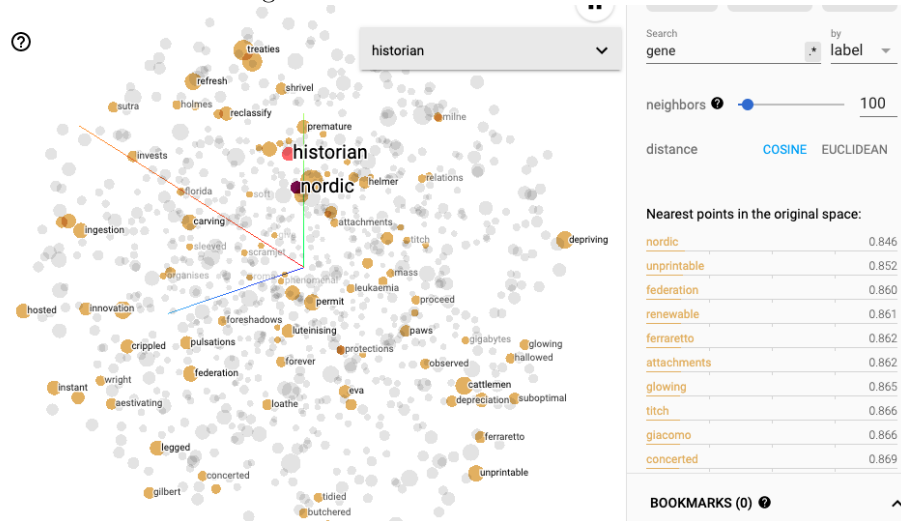 treaties
historian
refresh
shrivel
sutra
holmes
reclassify
milne
premature
historian
invests
nordic
helmer
relations
florida
soft
carving
attachments
ingestion
titch
depriving
sleeved
scramjet
organises
phenomenal
mass
leukaemia
hosted
innovation
permit
proceed
foreshadows
luteinising
paws
crippled
pulsations
gigabytes
glowing
protections
hallowed
forever
observed
federation
instant
wright
eva
cattlemen
aestivating
loathe
depreciation
suboptimal
legged
ferraretto
concerted
unprintable
gilbert
tidied
butchered
Search
by
gene
.*
label
neighbors
100
distance
COSINE
EUCLIDEAN
Nearest points in the original space:
nordic 0.846
unprintable 0.852
federation 0.860
renewable 0.861
ferraretto 0.862
attachments 0.862
glowing 0.865
titch 0.866
giacomo 0.866
concerted 0.869
BOOKMARKS (0)